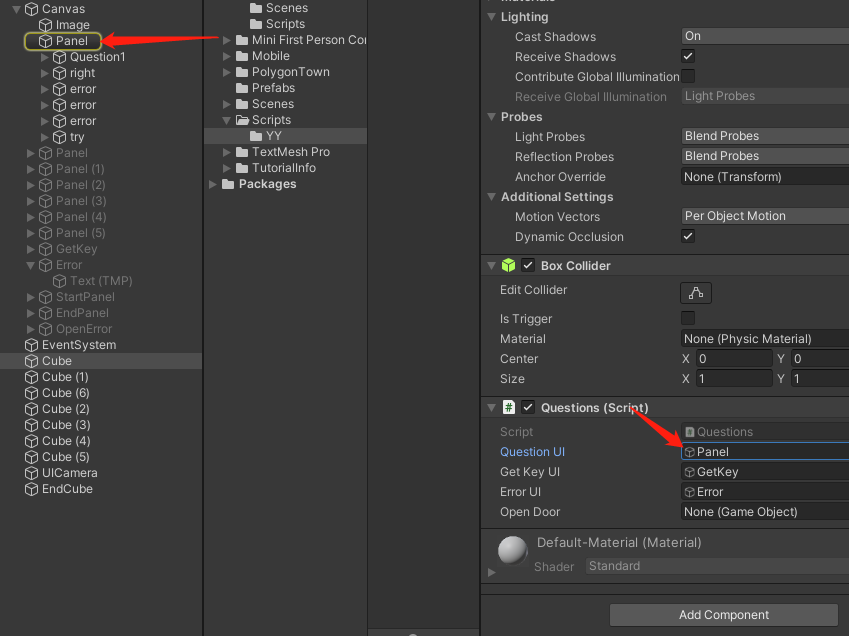 Canvas
Image
Panel
Question1
right
error
error
error
try
Panel
Panel (1)
Panel (2)
Panel (3)
Panel (4)
Panel (5)
GetKey
Error
Text (TMP)
StartPanel
EndPanel
OpenError
EventSystem
Cube
Cube (1)
Cube (6)
Cube (2)
Cube (3)
Cube (4)
Cube (5)
UICamera
EndCube
Scenes
Scripts
Mini First Person Con
Mobile
PolygonTown
Prefabs
Scenes
Scripts
YY
TextMesh Pro
TutorialInfo
Packages
Lighting
Cast Shadows On
Receive Shadows
Contribute Global Illumination
Receive Global Illumination Light Probes
Probes
Light Probes Blend Probes
Reflection Probes Blend Probes
Anchor Override None (Transform)
Additional Settings
Motion Vectors Per Object Motion
Dynamic Occlusion
Box Collider
Edit Collider
Is Trigger
Material None (Physic Material)
Center X 0 Y 0
Size X 1 Y 1
# Questions (Script)
Script Questions
Question UI Panel
Get Key UI GetKey
Error UI Error
Open Door None (Game Object)
Default-Material (Material)
Shader Standard
Add Component